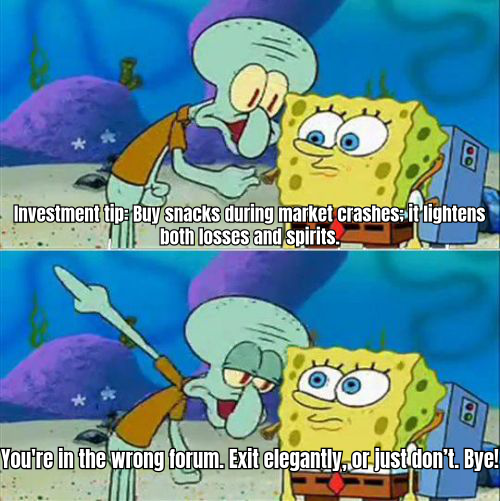 Investment tip: Buy snacks during market crashes; it lightens
both losses and spirits.
You're in the wrong forum. Exit elegantly, or just don't. Bye!